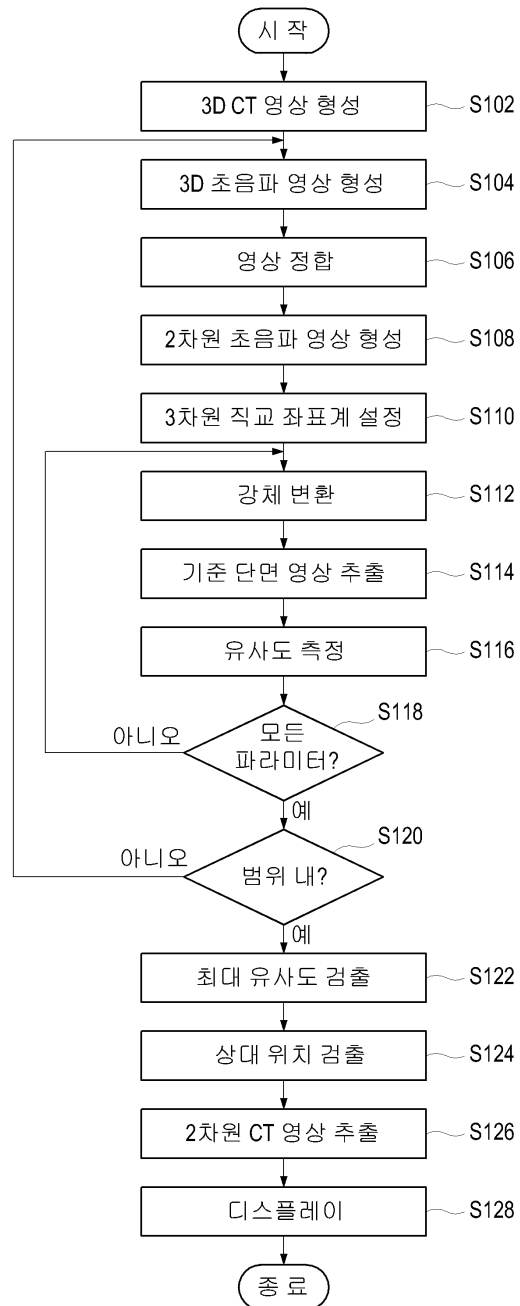 시 작
3D CT 영상 형성
S102
3D 초음파 영상 형성
S104
영상 정합
S106
2차원 초음파 영상 형성
S108
3차원 직교 좌표계 설정
S110
강체 변환
S112
기준 단면 영상 추출
S114
유사도 측정
S116
S118
아니오
모든
파라미터?
예
S120
아니오
범위 내?
예
최대 유사도 검출
S122
상대 위치 검출
S124
2차원 CT 영상 추출
S126
디스플레이
S128
종 료